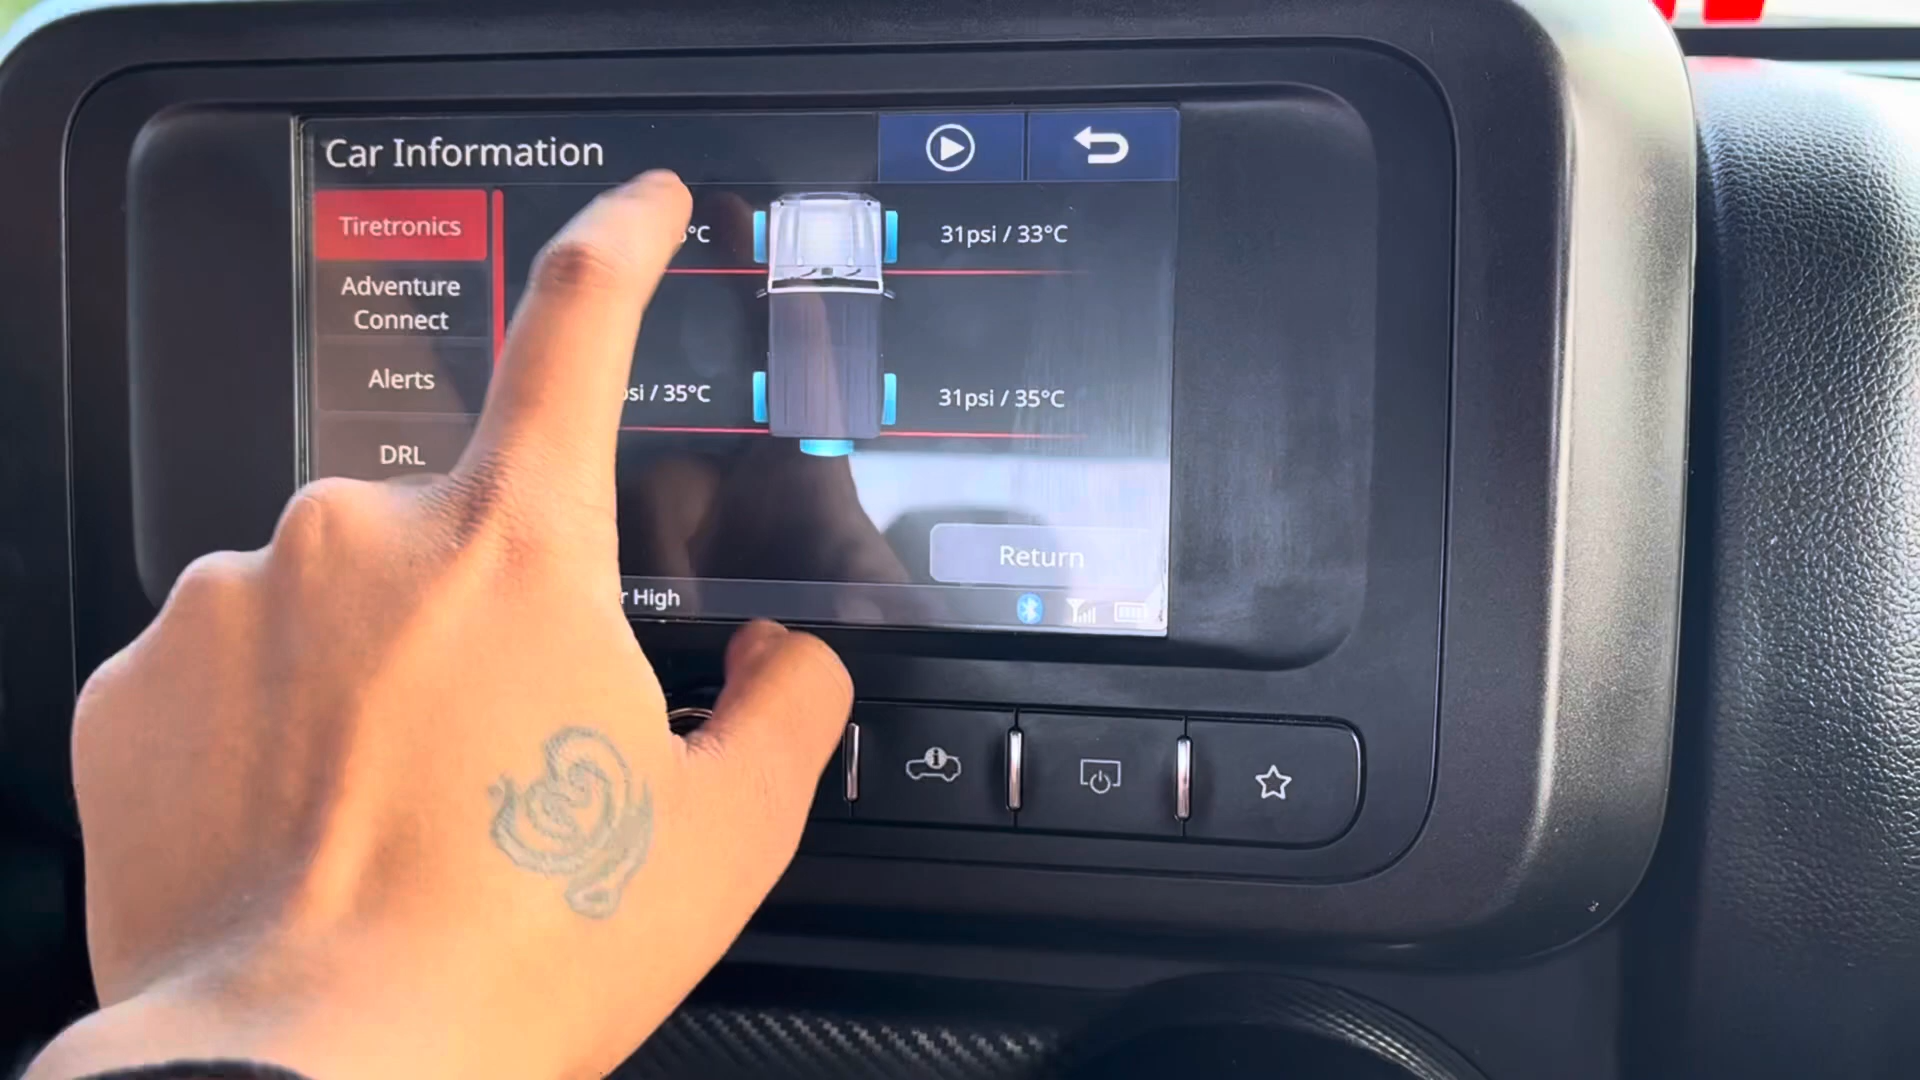 Car Information
Tiretronics
°C
31psi / 33°C
Adventure
Connect
Alerts
si / 35°C
31psi / 35°C
DRL
Return
r High